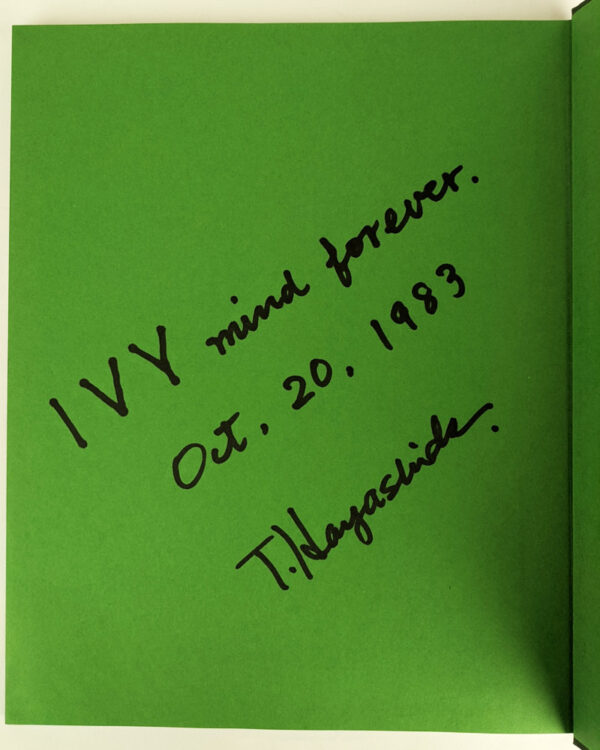 IVY mind forever.
Oct. 20. 1983
T. Hayashida.